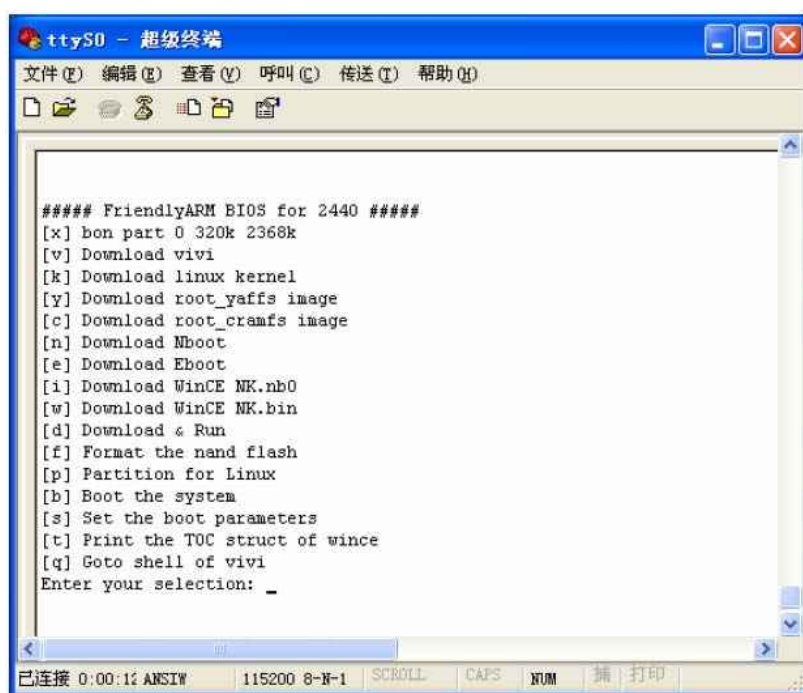 ttyS0 - 超级终端
文件(F) 编辑(E) 查看(V) 呼叫(C) 传送(T) 帮助(H)
##### FriendlyARM BIOS for 2440 #####
[x] bon part 0 320k 2368k
[v] Download vivi
[k] Download linux kernel
[y] Download root_yaffs image
[c] Download root_cramfs image
[n] Download Nboot
[e] Download Eboot
[i] Download WinCE NK.nb0
[w] Download WinCE NK.bin
[d] Download & Run
[f] Format the nand flash
[p] Partition for Linux
[b] Boot the system
[s] Set the boot parameters
[t] Print the TOC struct of wince
[q] Goto shell of vivi
Enter your selection: _
已连接 0:00:12 ANSIW 115200 8-N-1 SCROLL CAPS NUM 捕 打印